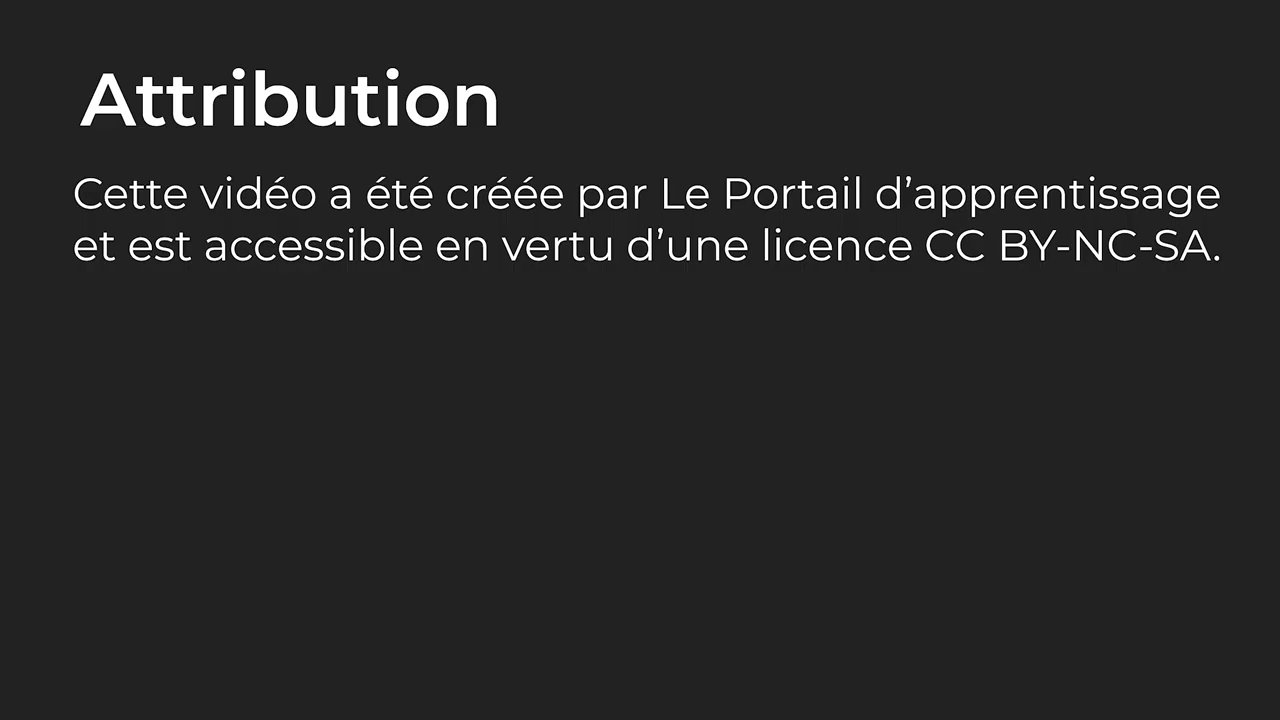 Attribution
Cette vidéo a été créée par Le Portail d’apprentissage
et est accessible en vertu d’une licence CC BY-NC-SA.